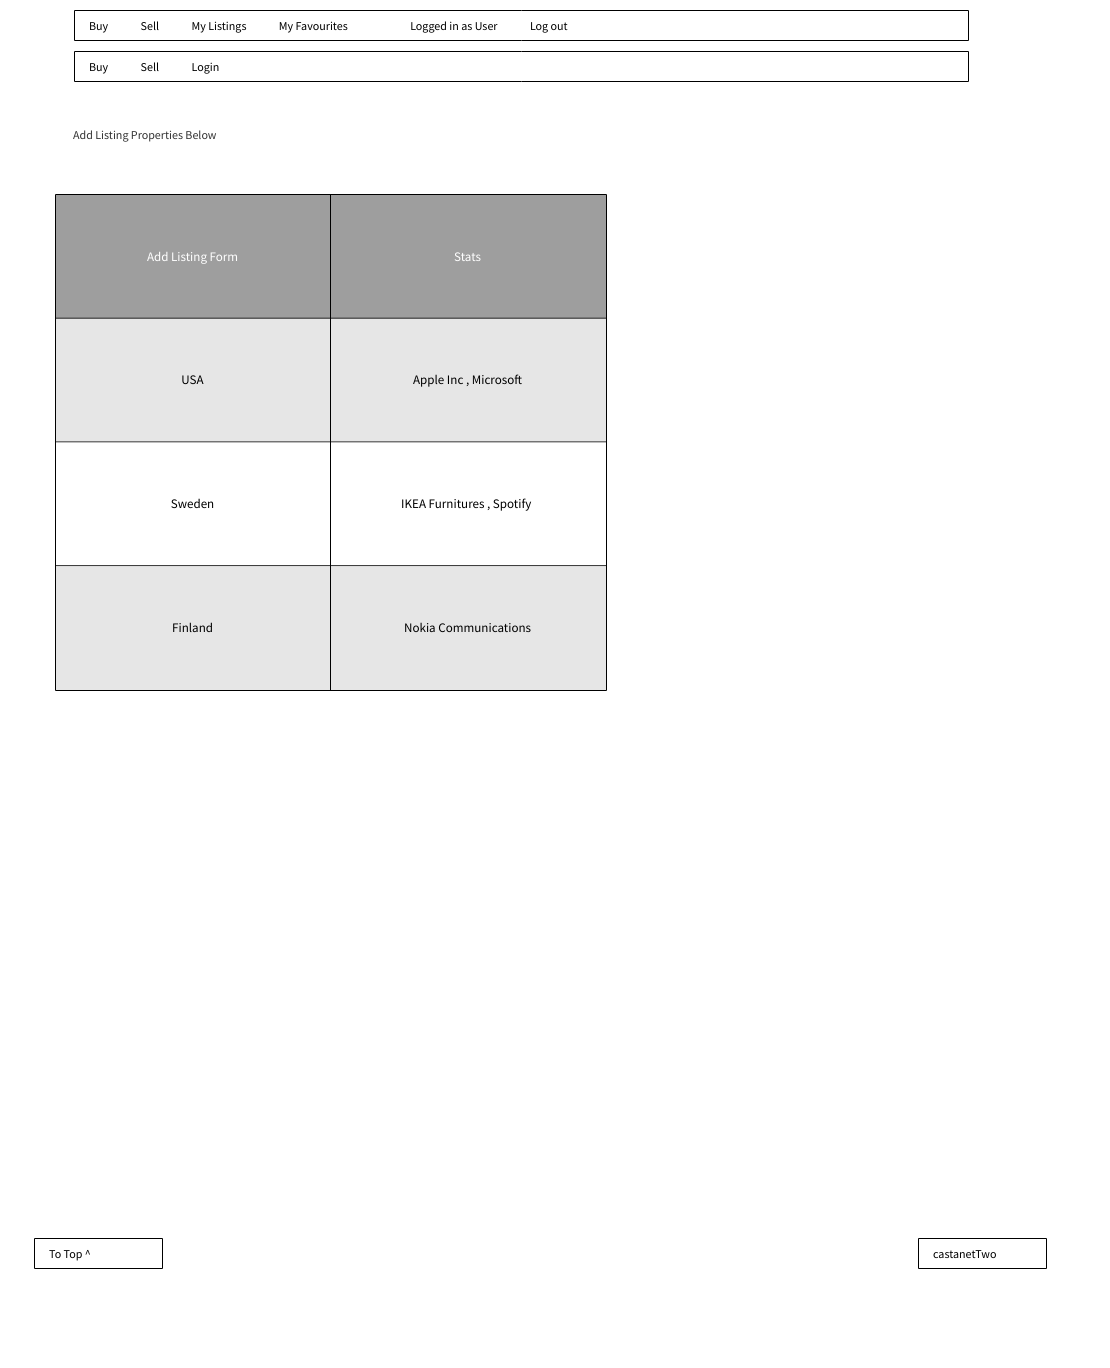 Buy Sell My Listings My Favourites Logged in as User Log out
Buy Sell Login
Add Listing Properties Below
Add Listing Form Stats
USA Apple Inc , Microsoft
Sweden IKEA Furnitures , Spotify
Finland Nokia Communications
To Top ^ castanetTwo